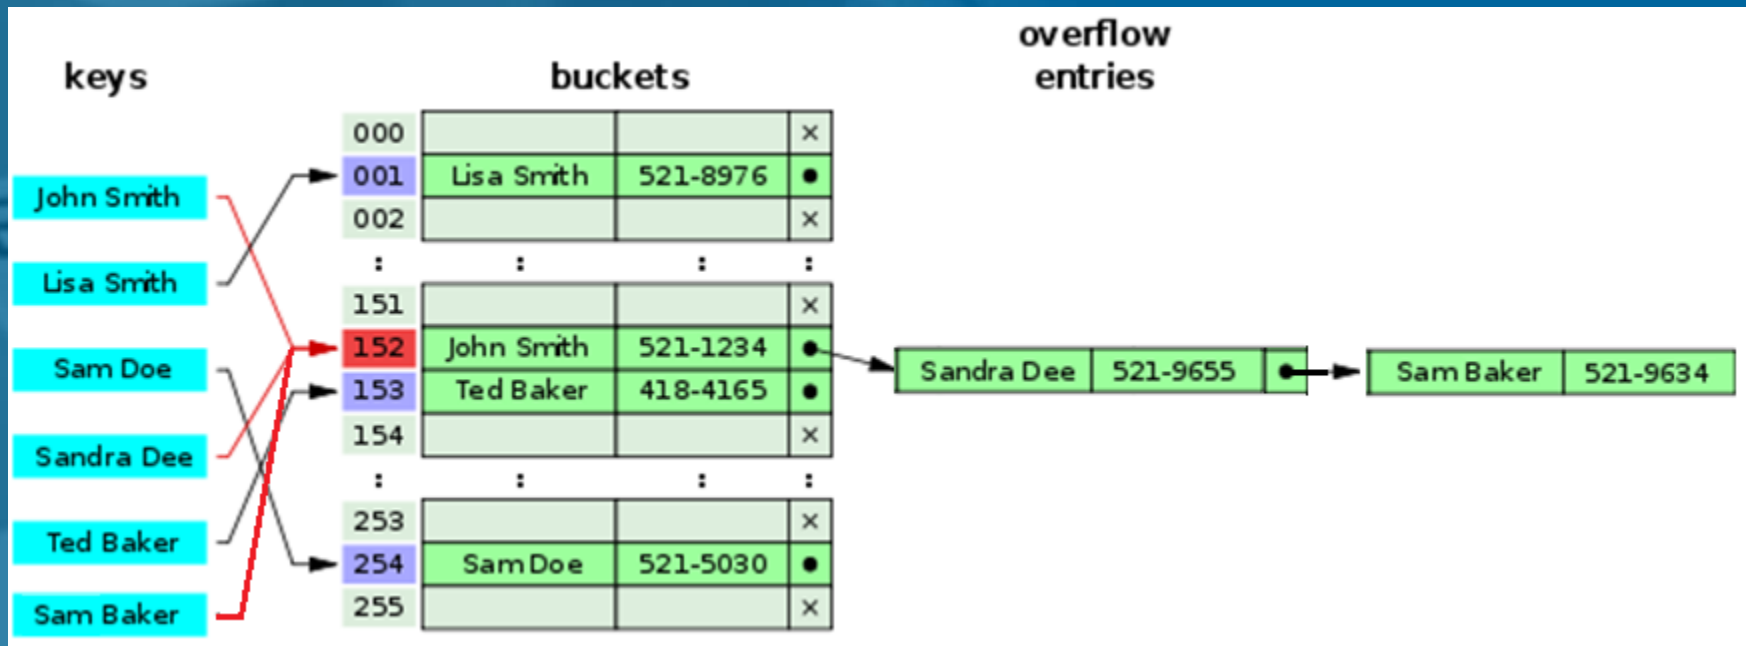 keys
buckets
overflow
entries
John Smith
Lisa Smith
Sam Doe
Sandra Dee
Ted Baker
Sam Baker
000 ×
001 Lisa Smith 521-8976 ●
002 ×
: : : :
151 ×
152 John Smith 521-1234 ●
153 Ted Baker 418-4165 ●
154 ×
: : : :
253 ×
254 Sam Doe 521-5030 ●
255 ×
Sandra Dee 521-9655 ●
Sam Baker 521-9634